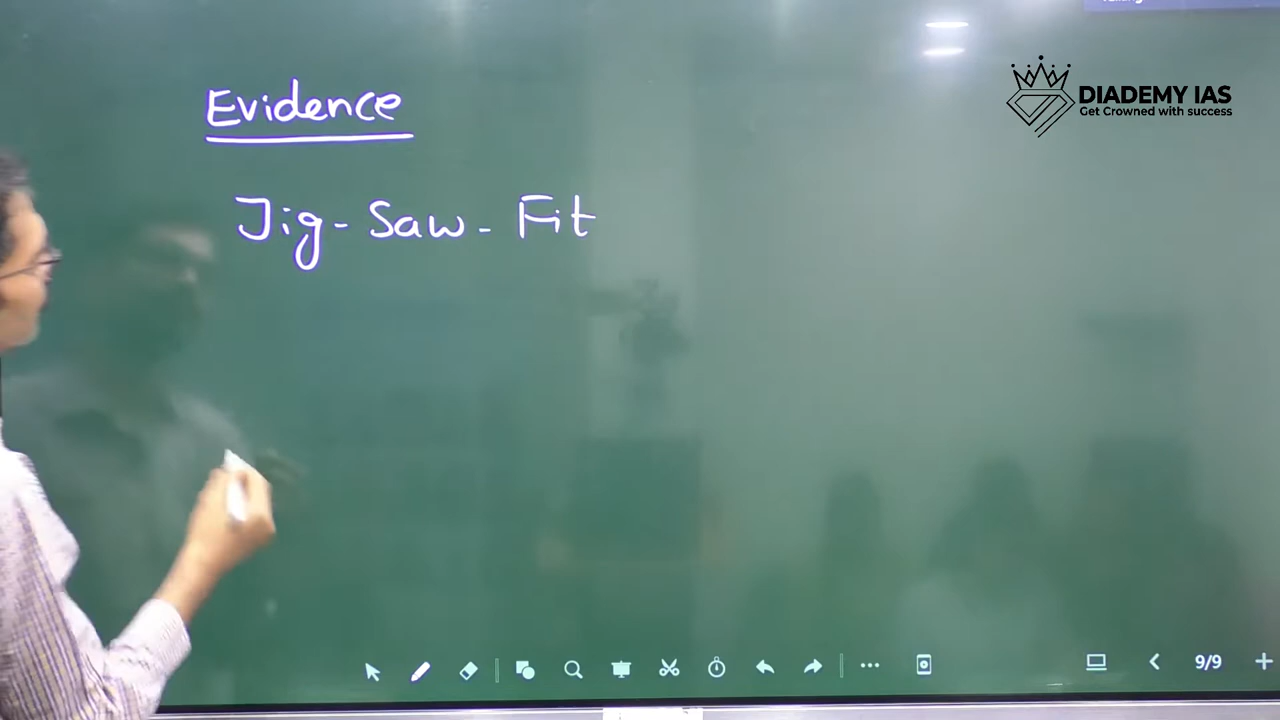 DIADEMY IAS
Get Crowned with success
Evidence
Jig-Saw-Fit
9/9